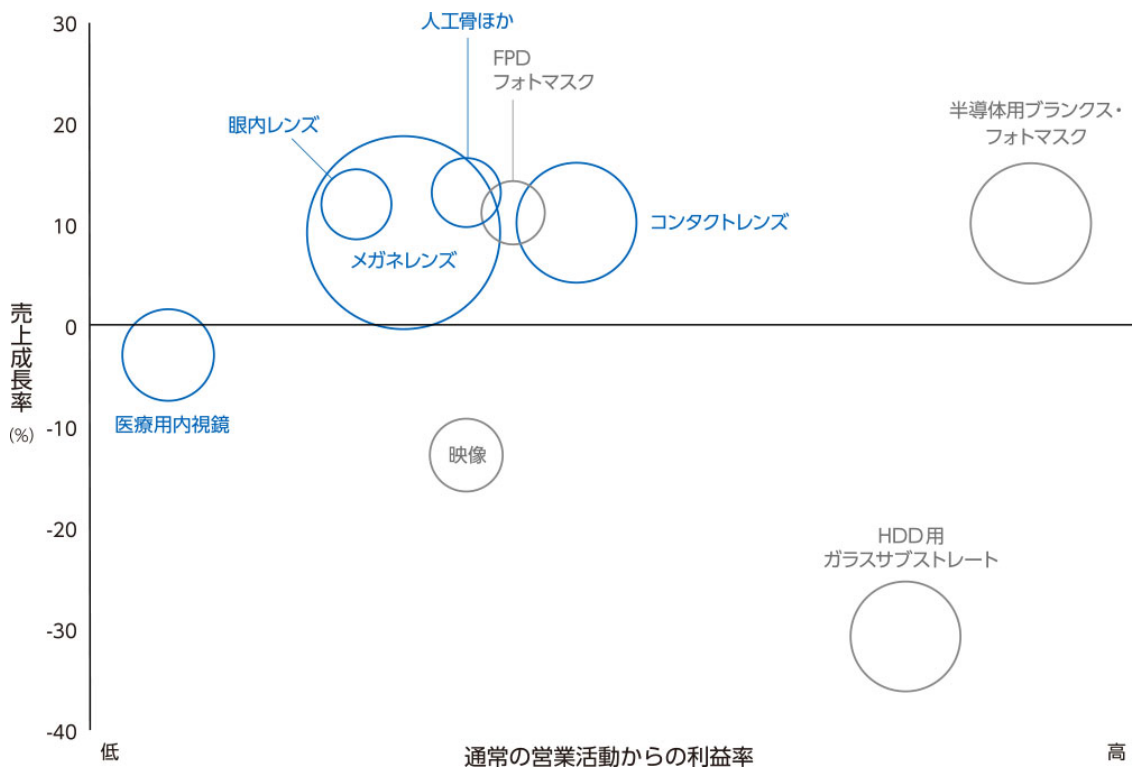 30
20
10
0
-10
-20
-30
-40
売上成長率
(%)
人工骨ほか
FPD
フォトマスク
眼内レンズ
半導体用ブランクス・
フォトマスク
コンタクトレンズ
メガネレンズ
医療用内視鏡
映像
HDD用
ガラスサブストレート
低
通常の営業活動からの利益率
高